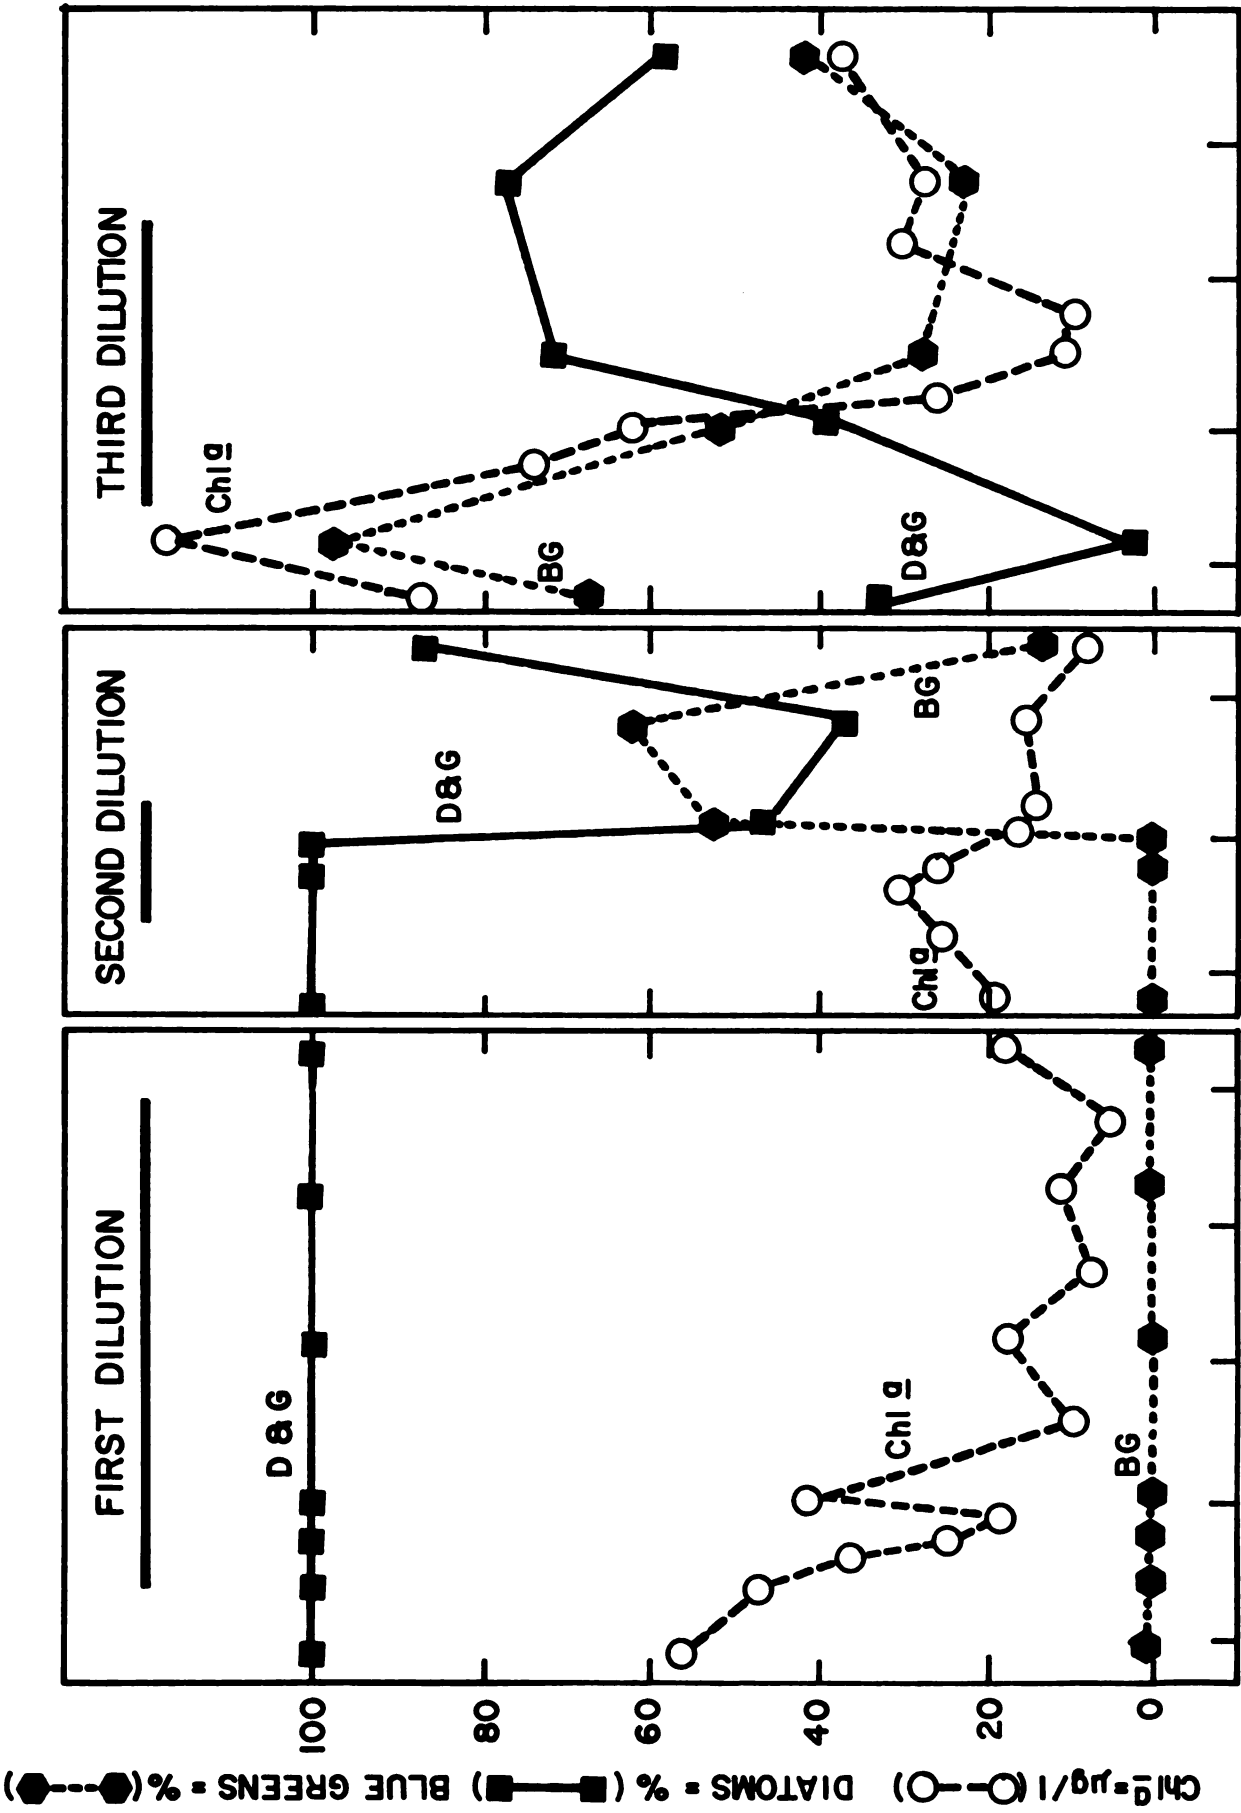 FIRST DILUTION
SECOND DILUTION
THIRD DILUTION
D & G
Chl a
BG
D&G
Chl a
BG
Chl a
BG
D&G
100
80
60
40
20
0
Chl a=µg/l ( ) DIATOMS = % ( ) BLUE GREENS = % ( )